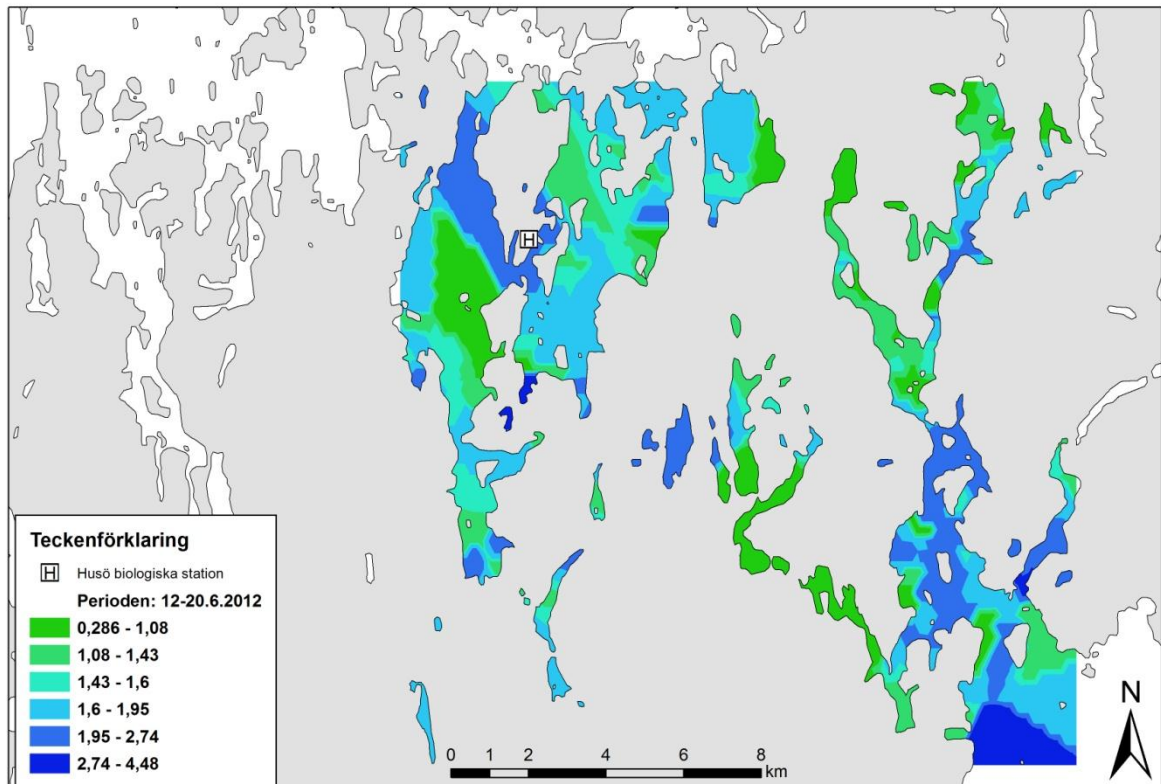 H
Teckenförklaring
H Husö biologiska station
Perioden: 12-20.6.2012
0,286 - 1,08
1,08 - 1,43
1,43 - 1,6
1,6 - 1,95
1,95 - 2,74
2,74 - 4,48
0 1 2 4 6 8
km
N